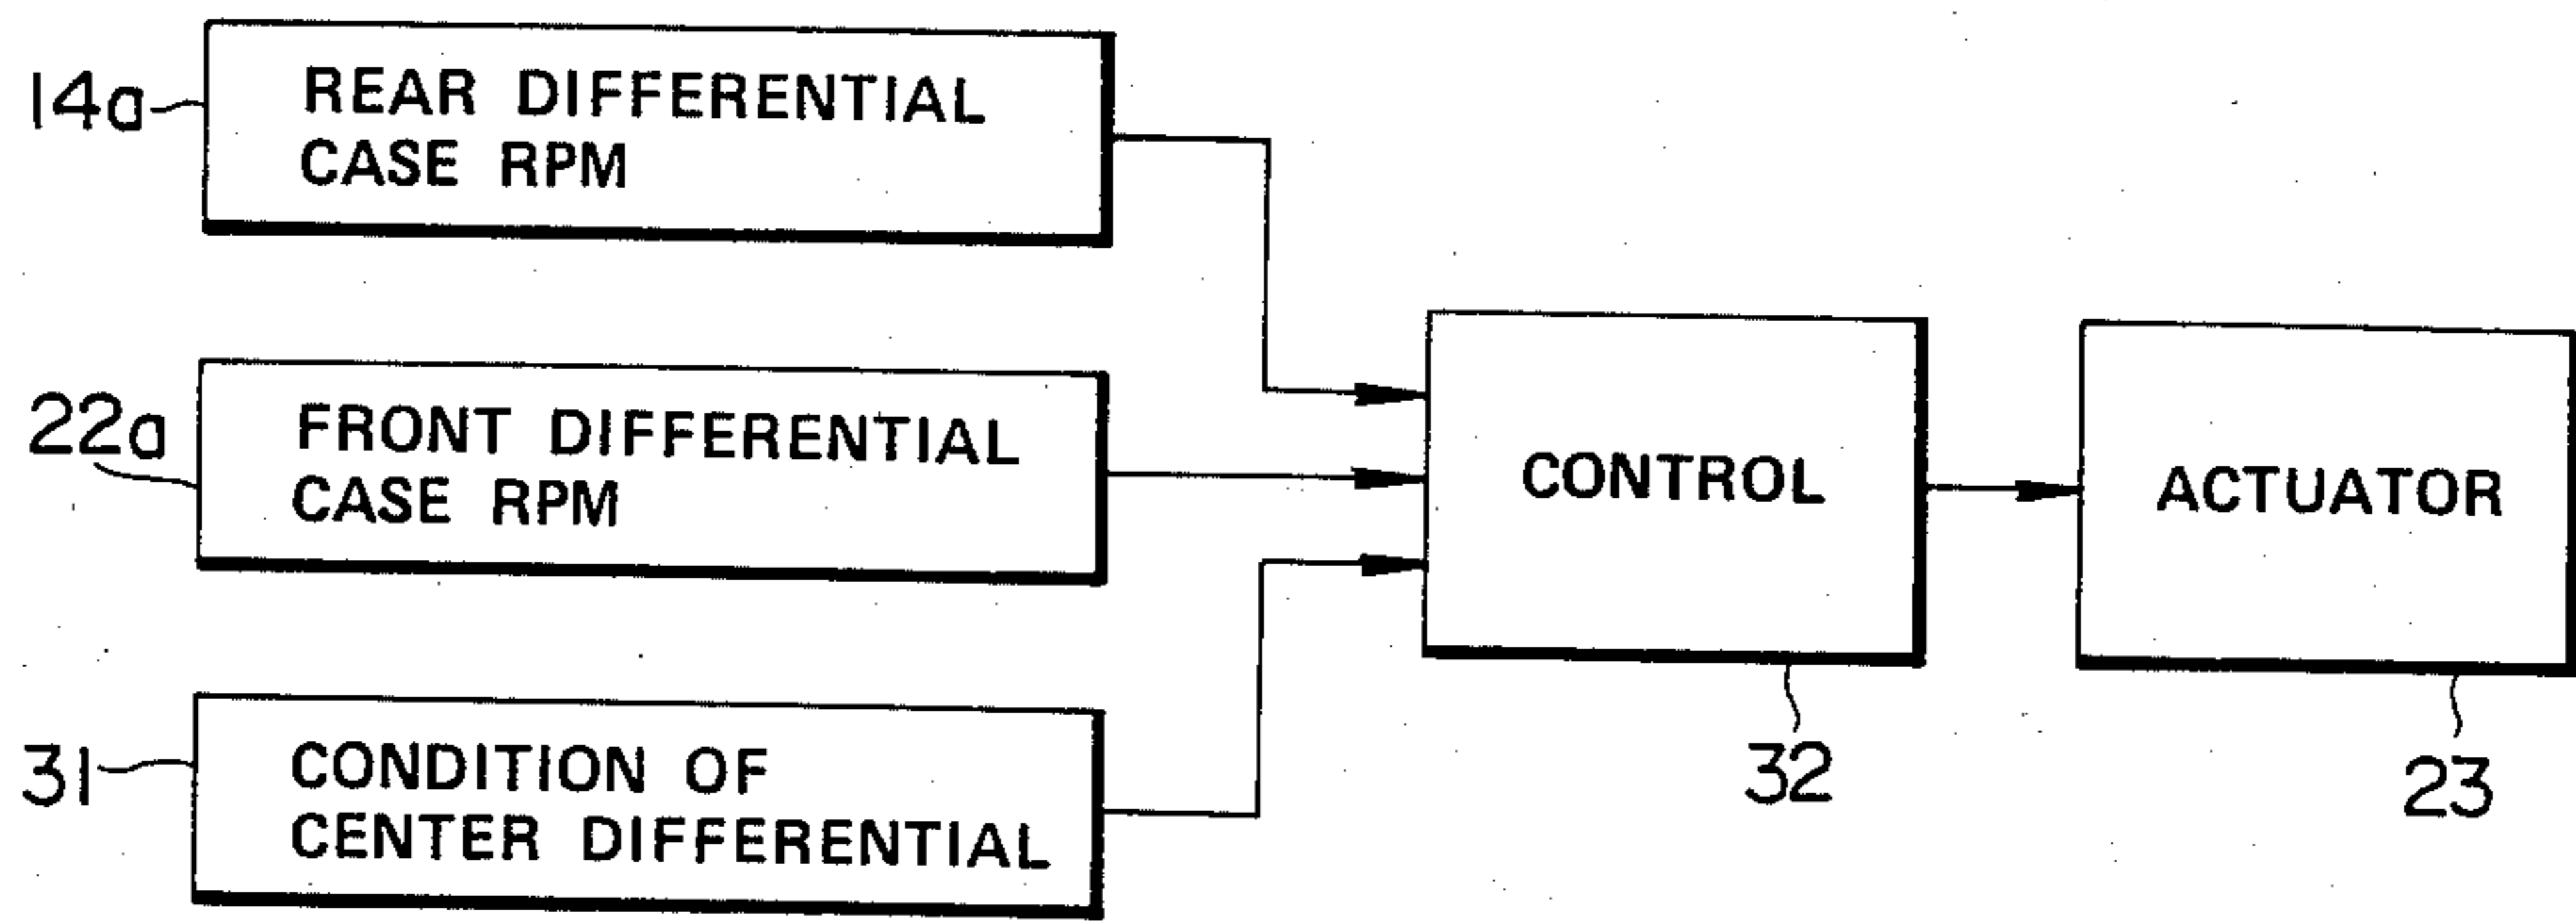 14a
REAR DIFFERENTIAL
CASE RPM
22a
FRONT DIFFERENTIAL
CASE RPM
31
CONDITION OF
CENTER DIFFERENTIAL
CONTROL
32
ACTUATOR
23